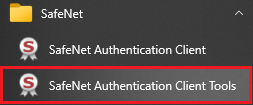 SafeNet
SafeNet Authentication Client
SafeNet Authentication Client Tools